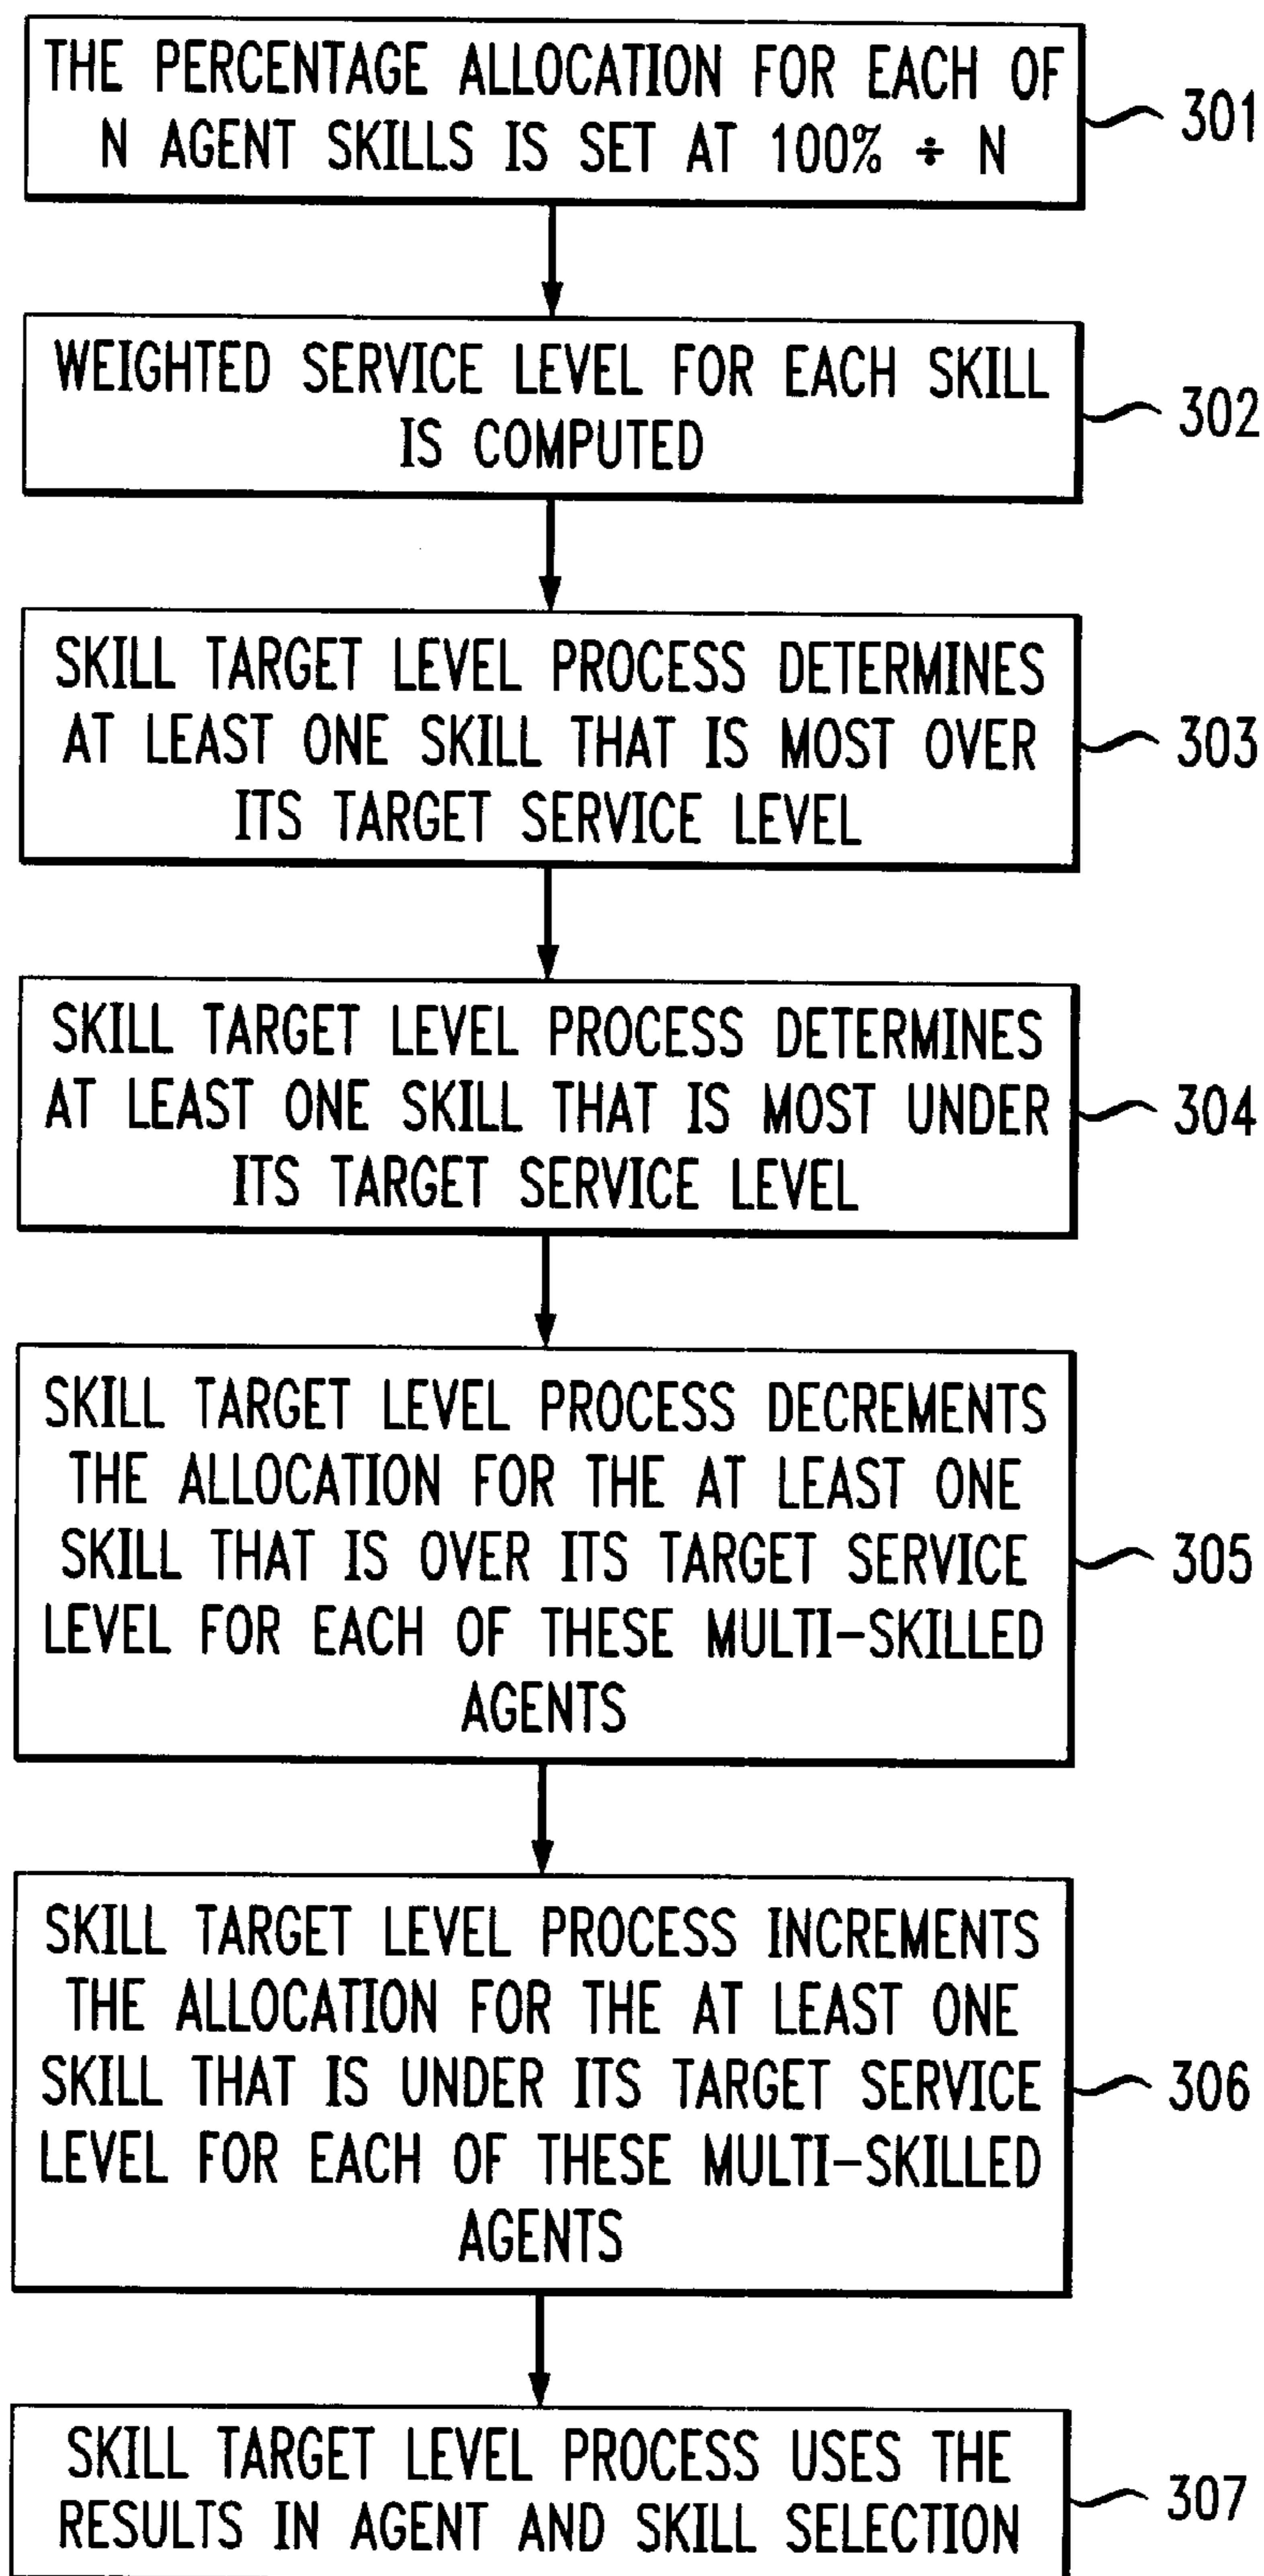 THE PERCENTAGE ALLOCATION FOR EACH OF
N AGENT SKILLS IS SET AT 100% ÷ N
301
WEIGHTED SERVICE LEVEL FOR EACH SKILL
IS COMPUTED
302
SKILL TARGET LEVEL PROCESS DETERMINES
AT LEAST ONE SKILL THAT IS MOST OVER
ITS TARGET SERVICE LEVEL
303
SKILL TARGET LEVEL PROCESS DETERMINES
AT LEAST ONE SKILL THAT IS MOST UNDER
ITS TARGET SERVICE LEVEL
304
SKILL TARGET LEVEL PROCESS DECREMENTS
THE ALLOCATION FOR THE AT LEAST ONE
SKILL THAT IS OVER ITS TARGET SERVICE
LEVEL FOR EACH OF THESE MULTI-SKILLED
AGENTS
305
SKILL TARGET LEVEL PROCESS INCREMENTS
THE ALLOCATION FOR THE AT LEAST ONE
SKILL THAT IS UNDER ITS TARGET SERVICE
LEVEL FOR EACH OF THESE MULTI-SKILLED
AGENTS
306
SKILL TARGET LEVEL PROCESS USES THE
RESULTS IN AGENT AND SKILL SELECTION
307